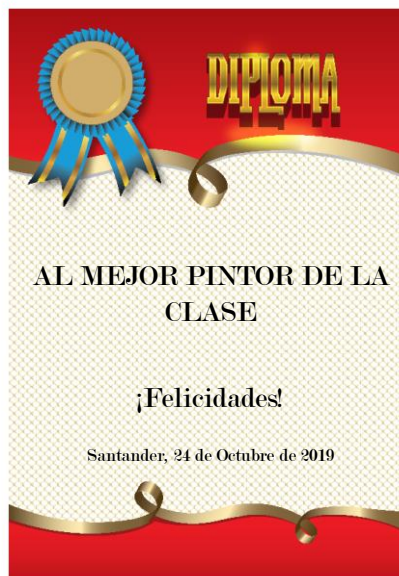 DIPLOMA
AL MEJOR PINTOR DE LA
CLASE
¡Felicidades!
Santander, 24 de Octubre de 2019